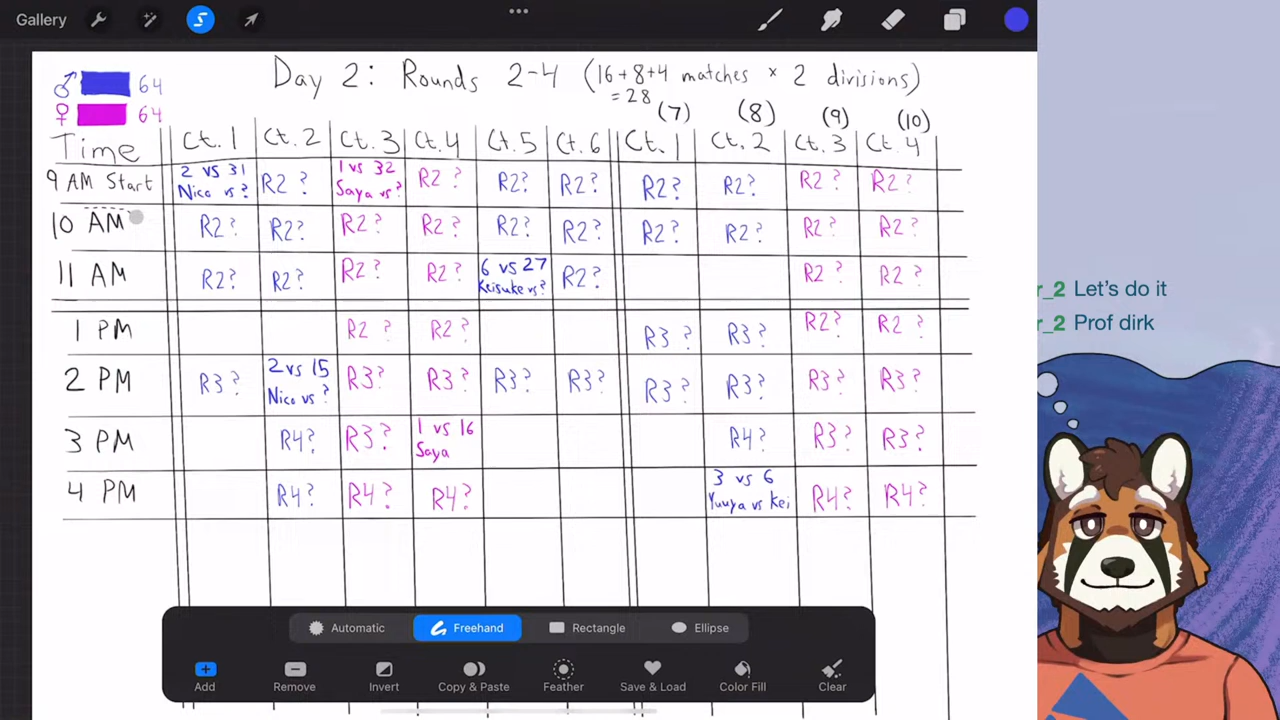 Gallery
Day 2: Rounds 2-4 (16+8+4 matches × 2 divisions)
= 28
♂ 64
♀ 64
(7) (8) (9) (10)
Time Ct. 1 Ct. 2 Ct. 3 Ct. 4 Ct. 5 Ct. 6 Ct. 1 Ct. 2 Ct. 3 Ct. 4
9 AM Start 2 vs 31 Nico vs? R2 ? 1 vs 32 Saya vs? R2 ? R2? R2? R2? R2? R2? R2?
10 AM R2? R2? R2? R2? R2? R2? R2? R2? R2? R2?
11 AM R2? R2? R2? R2? 6 vs 27 Keisuke vs? R2? R2? R2?
1 PM R2 ? R2? R3 ? R3 ? R2? R2?
2 PM R3? 2 vs 15 Nico vs ? R3? R3? R3? R3? R3? R3? R3? R3?
3 PM R4? R3? 1 vs 16 Saya R4? R3? R3?
4 PM R4? R4? R4? 3 vs 6 Yuuya vs Kei R4? R4?
r_2 Let's do it
r_2 Prof dirk
Automatic Freehand Rectangle Ellipse
Add Remove Invert Copy & Paste Feather Save & Load Color Fill Clear